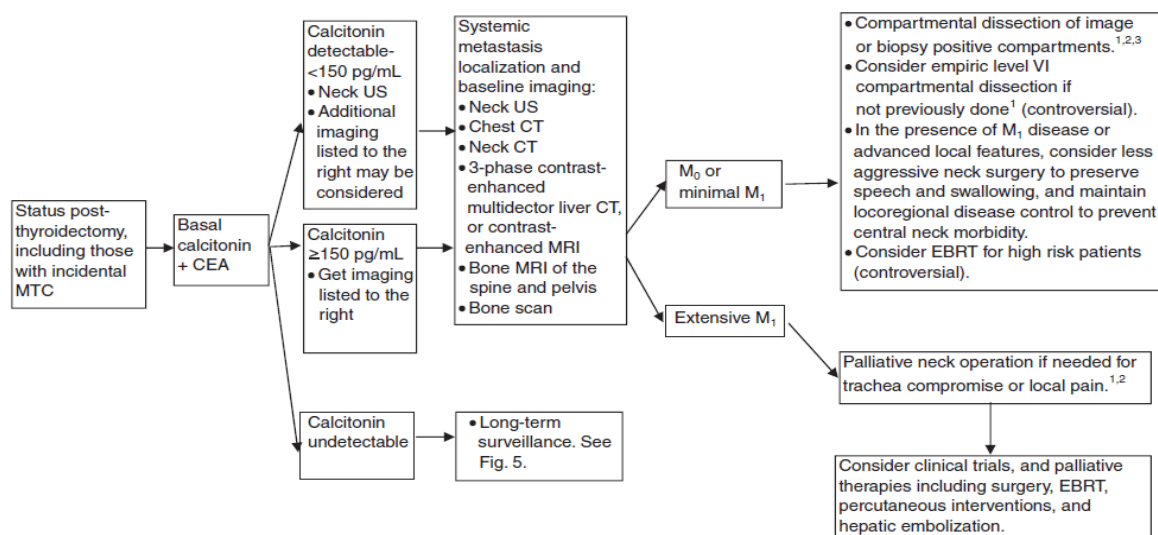 Status post-
thyroidectomy,
including those
with incidental
MTC
Basal
calcitonin
+ CEA
Calcitonin
detectable-
<150 pg/mL
• Neck US
• Additional
imaging
listed to the
right may be
considered
Calcitonin
≥150 pg/mL
• Get imaging
listed to the
right
Calcitonin
undetectable
Systemic
metastasis
localization and
baseline imaging:
• Neck US
• Chest CT
• Neck CT
• 3-phase contrast-
enhanced
multidector liver CT,
or contrast-
enhanced MRI
• Bone MRI of the
spine and pelvis
• Bone scan
• Long-term
surveillance. See
Fig. 5.
M₀ or
minimal M₁
Extensive M₁
• Compartmental dissection of image
or biopsy positive compartments.¹,²,³
• Consider empiric level VI
compartmental dissection if
not previously done¹ (controversial).
• In the presence of M₁ disease or
advanced local features, consider less
aggressive neck surgery to preserve
speech and swallowing, and maintain
locoregional disease control to prevent
central neck morbidity.
• Consider EBRT for high risk patients
(controversial).
Palliative neck operation if needed for
trachea compromise or local pain.¹,²
Consider clinical trials, and palliative
therapies including surgery, EBRT,
percutaneous interventions, and
hepatic embolization.